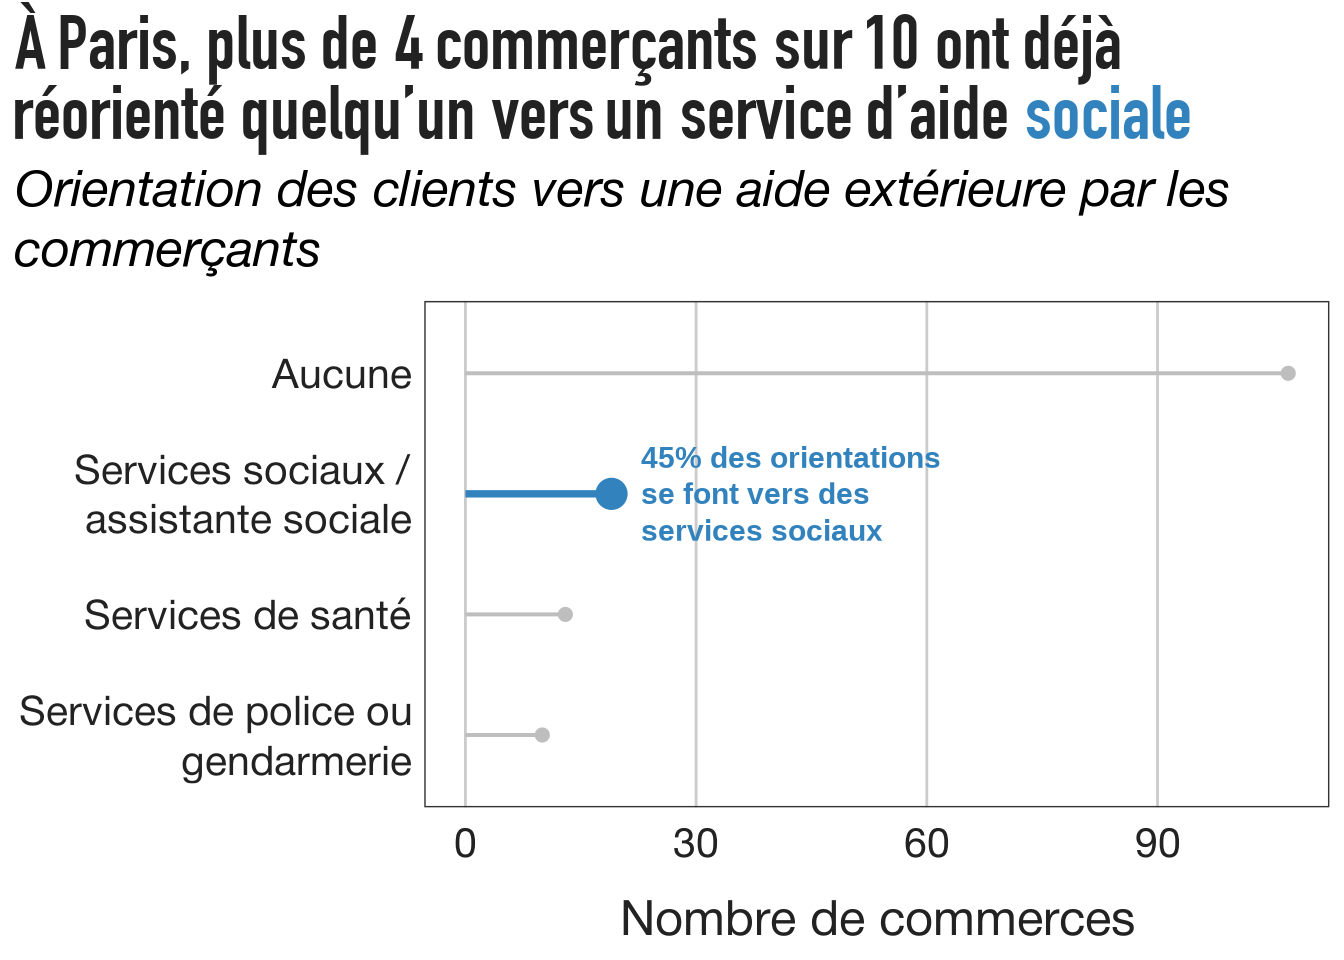 À Paris, plus de 4 commerçants sur 10 ont déjà
réorienté quelqu’un vers un service d’aide sociale
Orientation des clients vers une aide extérieure par les
commerçants
Aucune
Services sociaux /
assistante sociale
45% des orientations
se font vers des
services sociaux
Services de santé
Services de police ou
gendarmerie
0 30 60 90
Nombre de commerces